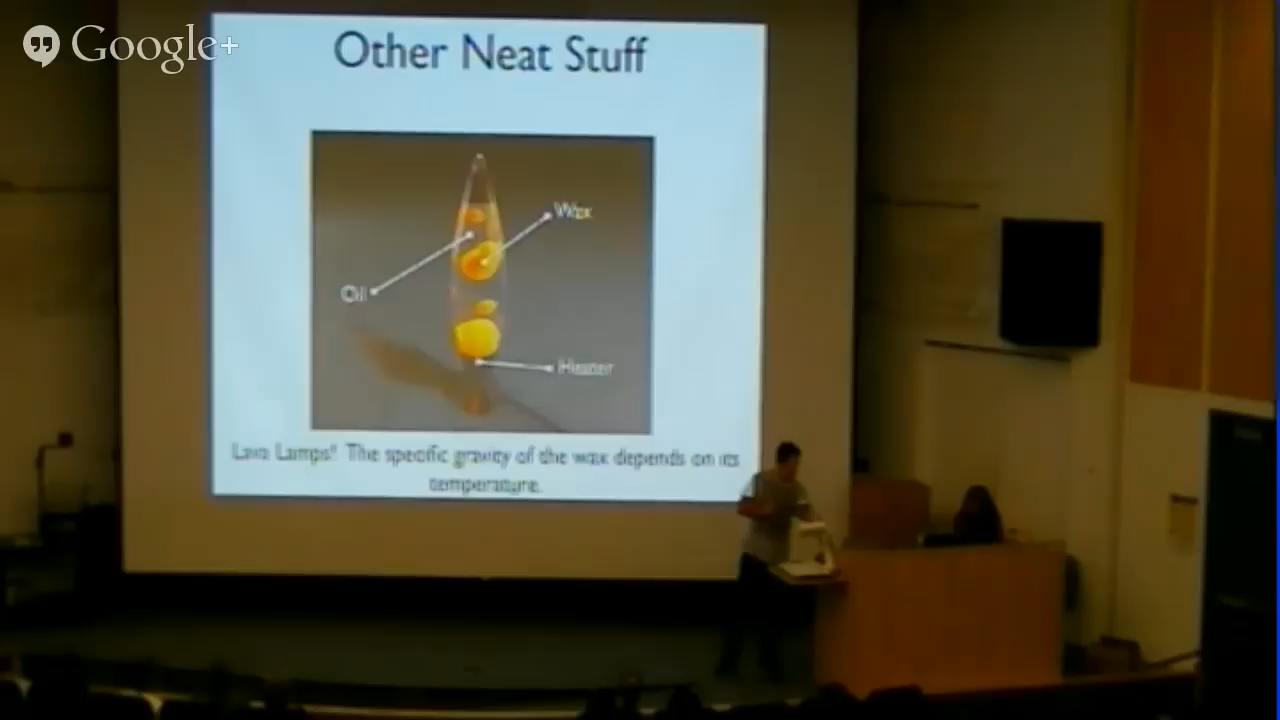 Google+
Other Neat Stuff
Wax
Oil
Heater
Lava Lamps! The specific gravity of the wax depends on its
temperature.